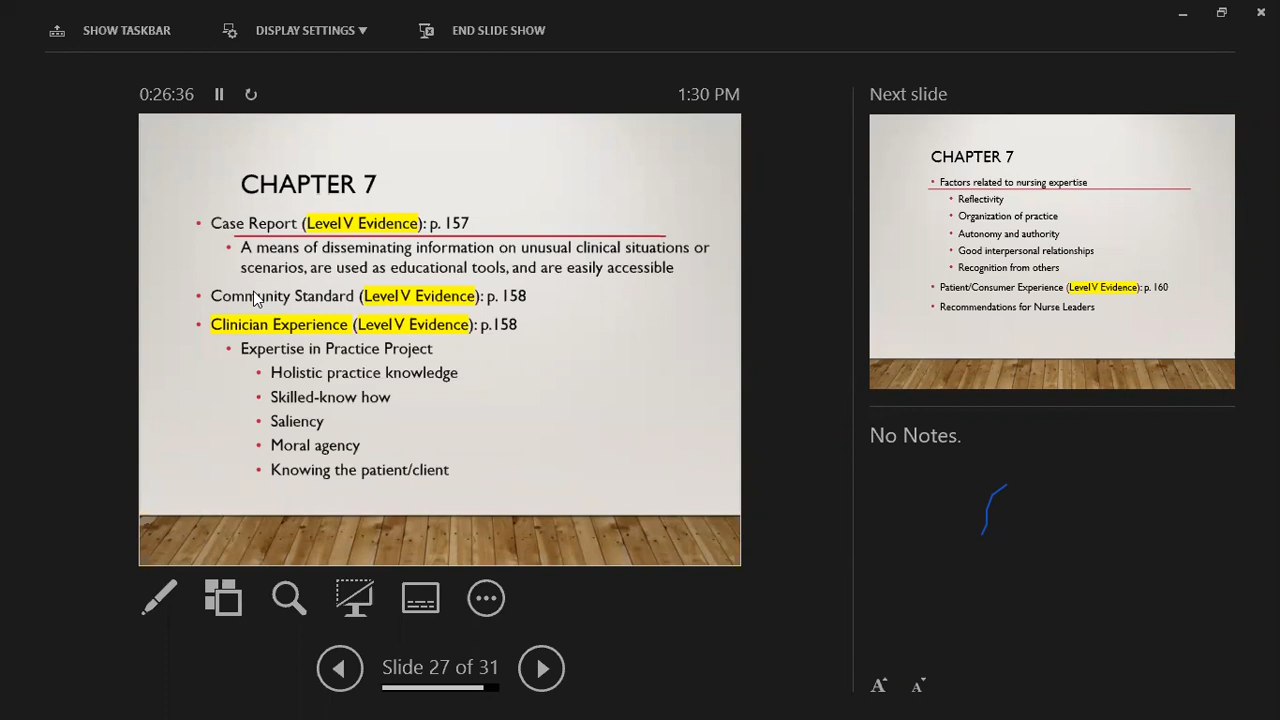 SHOW TASKBAR
DISPLAY SETTINGS ▼
END SLIDE SHOW
0:26:36
1:30 PM
CHAPTER 7
• Case Report (Level V Evidence): p. 157
• A means of disseminating information on unusual clinical situations or
scenarios, are used as educational tools, and are easily accessible
• Community Standard (Level V Evidence): p. 158
• Clinician Experience (Level V Evidence): p.158
• Expertise in Practice Project
• Holistic practice knowledge
• Skilled-know how
• Saliency
• Moral agency
• Knowing the patient/client
Slide 27 of 31
Next slide
CHAPTER 7
• Factors related to nursing expertise
• Reflectivity
• Organization of practice
• Autonomy and authority
• Good interpersonal relationships
• Recognition from others
• Patient/Consumer Experience (Level V Evidence): p. 160
• Recommendations for Nurse Leaders
No Notes.
A A